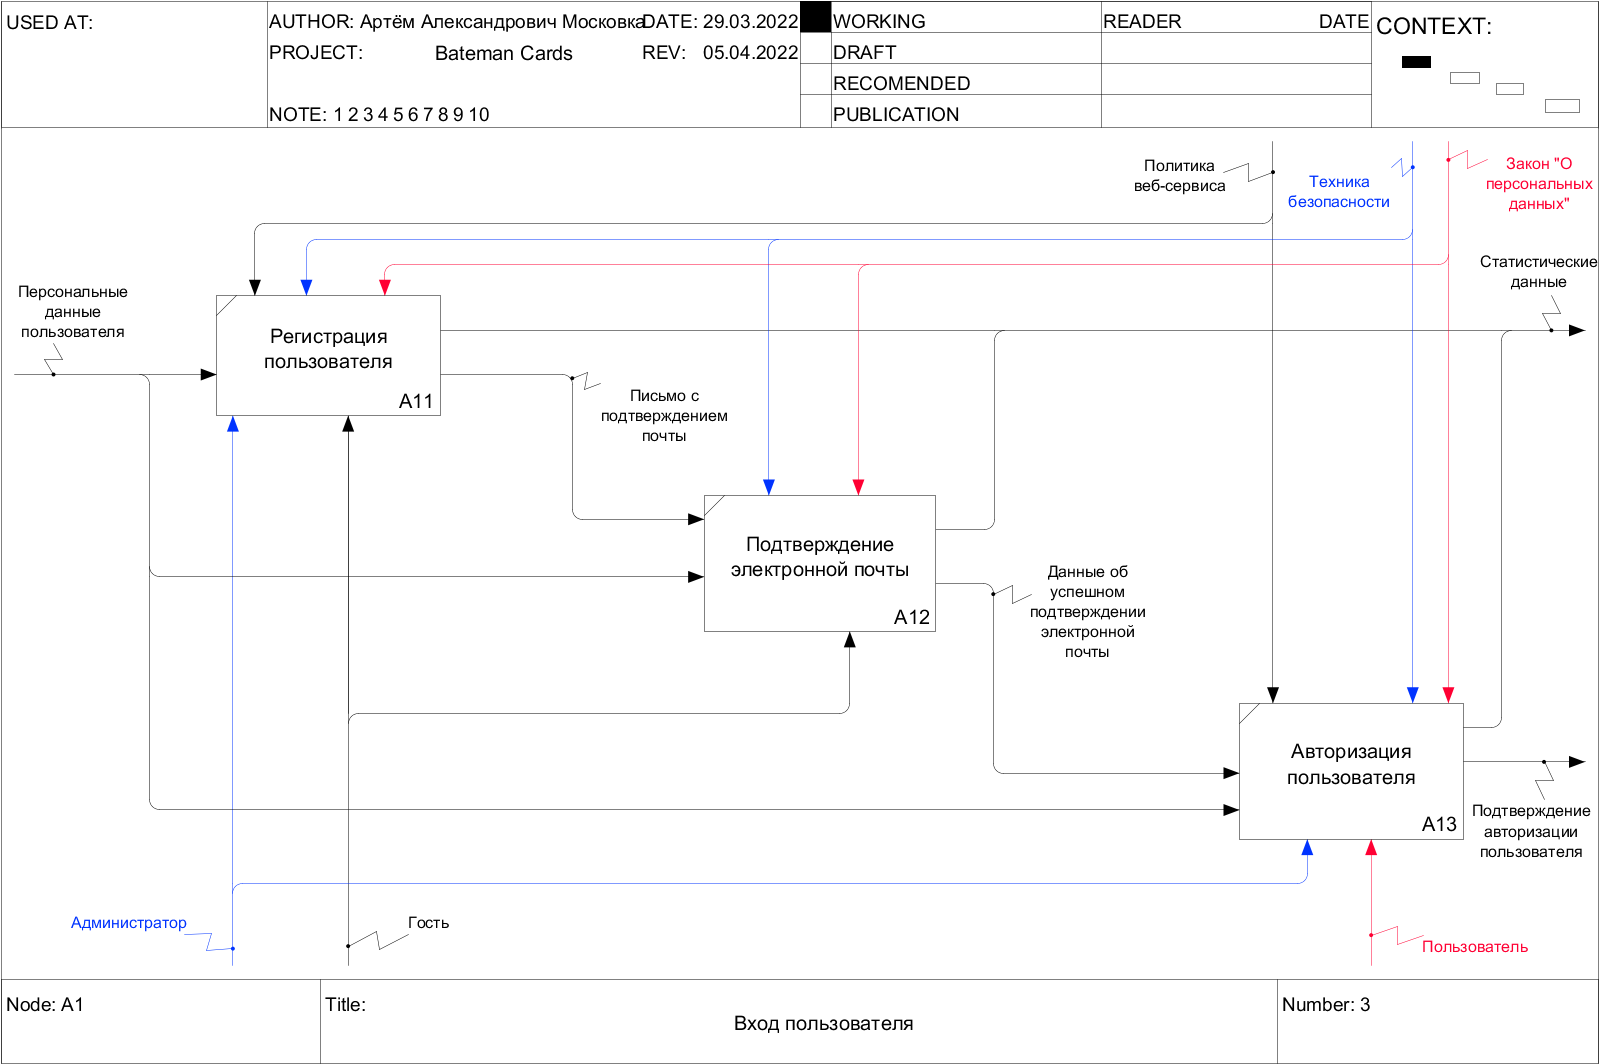 USED AT:
AUTHOR: Артём Александрович Московка
DATE: 29.03.2022
WORKING
READER
DATE
CONTEXT:
PROJECT:
Bateman Cards
REV:
05.04.2022
DRAFT
RECOMENDED
NOTE: 1 2 3 4 5 6 7 8 9 10
PUBLICATION
Политика
веб-сервиса
Техника
безопасности
Закон "О
персональных
данных"
Статистические
данные
Персональные
данные
пользователя
Регистрация
пользователя
A11
Письмо с
подтверждением
почты
Подтверждение
электронной почты
A12
Данные об
успешном
подтверждении
электронной
почты
Авторизация
пользователя
A13
Подтверждение
авторизации
пользователя
Администратор
Гость
Пользователь
Node: A1
Title:
Вход пользователя
Number: 3